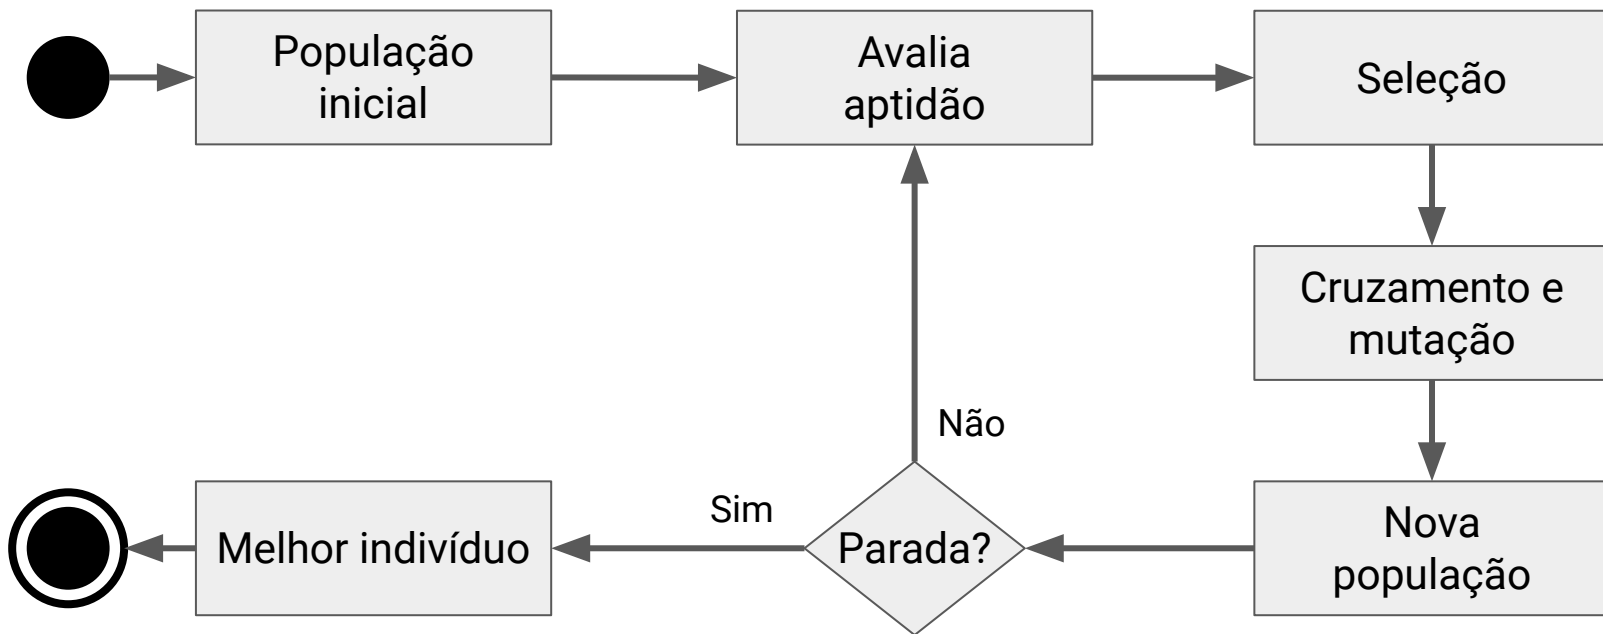 População
inicial
Avalia
aptidão
Seleção
Cruzamento e
mutação
Não
Sim
Melhor indivíduo
Parada?
Nova
população